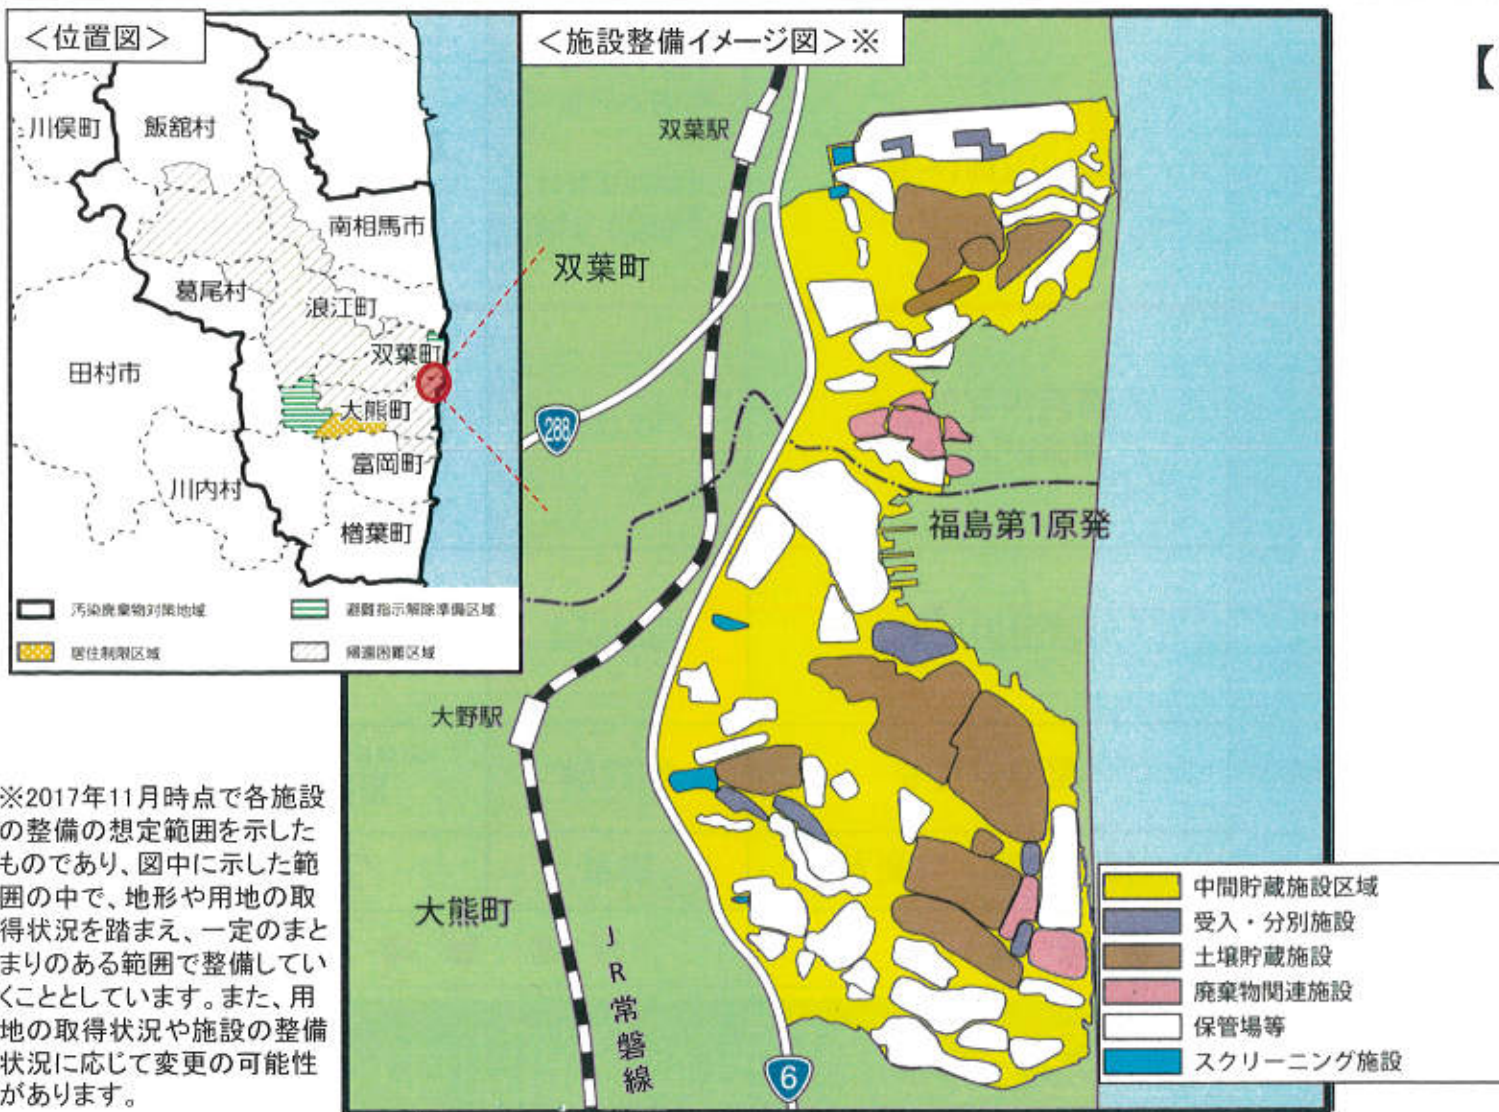 ＜位置図＞
川俣町
飯舘村
南相馬市
葛尾村
浪江町
双葉町
田村市
大熊町
富岡町
川内村
楢葉町
汚染廃棄物対策地域
避難指示解除準備区域
居住制限区域
帰還困難区域
＜施設整備イメージ図＞※
【
双葉駅
双葉町
288
福島第1原発
大野駅
大熊町
JR常磐線
6
※2017年11月時点で各施設
の整備の想定範囲を示した
ものであり、図中に示した範
囲の中で、地形や用地の取
得状況を踏まえ、一定のまと
まりのある範囲で整備してい
くこととしています。また、用
地の取得状況や施設の整備
状況に応じて変更の可能性
があります。
中間貯蔵施設区域
受入・分別施設
土壌貯蔵施設
廃棄物関連施設
保管場等
スクリーニング施設